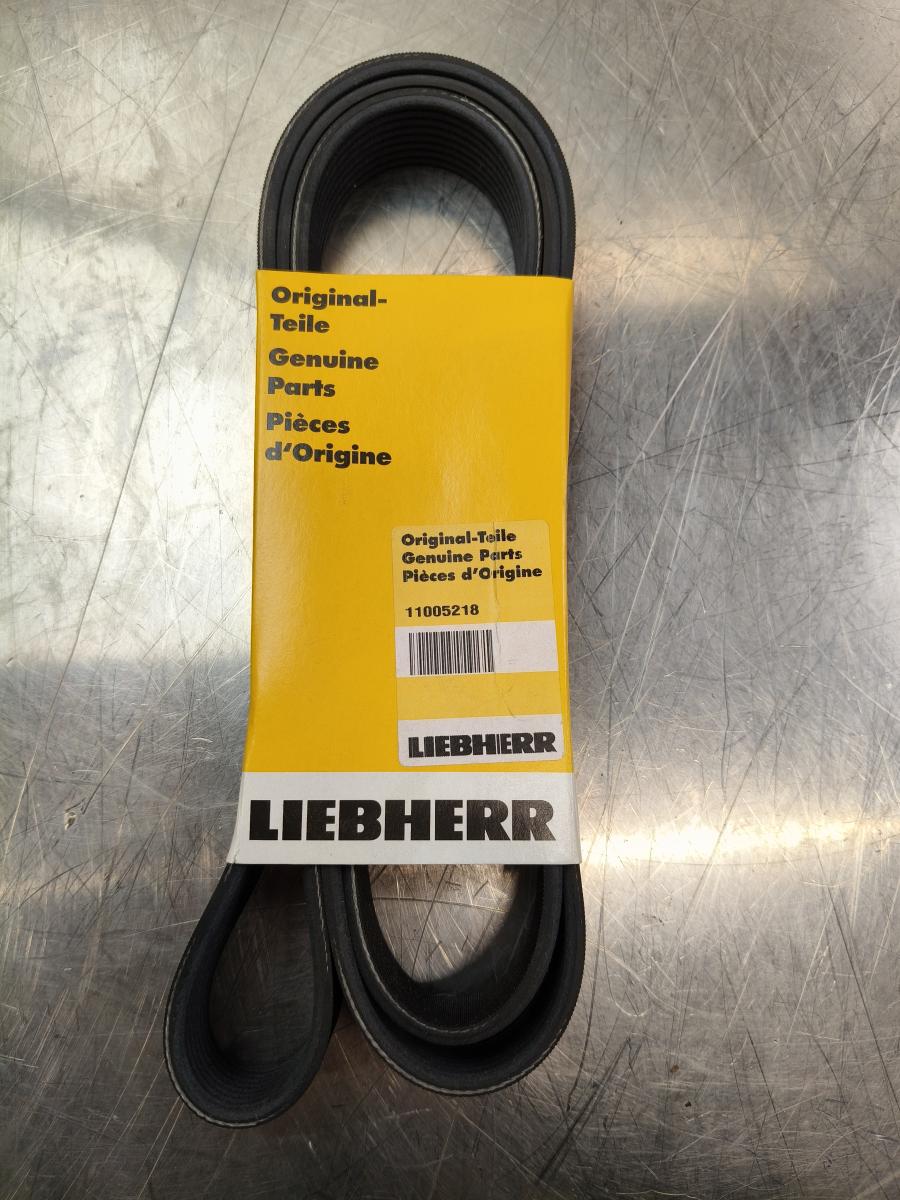 Original-
Teile
Genuine
Parts
Pièces
d'Origine
Original-Teile
Genuine Parts
Pièces d'Origine
11005218
LIEBHERR
LIEBHERR